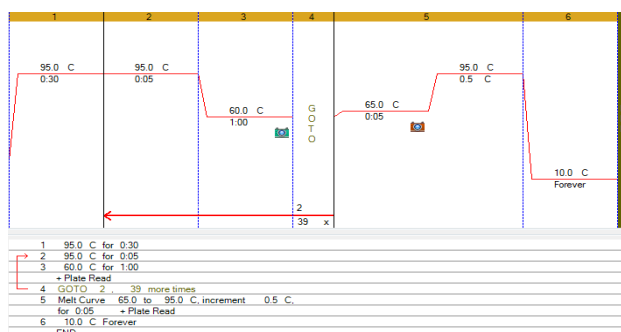 1 2 3 4 5 6
95.0 C 95.0 C 95.0 C
0:30 0:05 0.5 C
60.0 C 65.0 C
1:00 0:05
GOTO
10.0 C
Forever
2
39 x
1 95.0 C for 0:30
2 95.0 C for 0:05
3 60.0 C for 1:00
+ Plate Read
4 GOTO 2 , 39 more times
5 Melt Curve 65.0 to 95.0 C, increment 0.5 C,
for 0:05 + Plate Read
6 10.0 C Forever
END